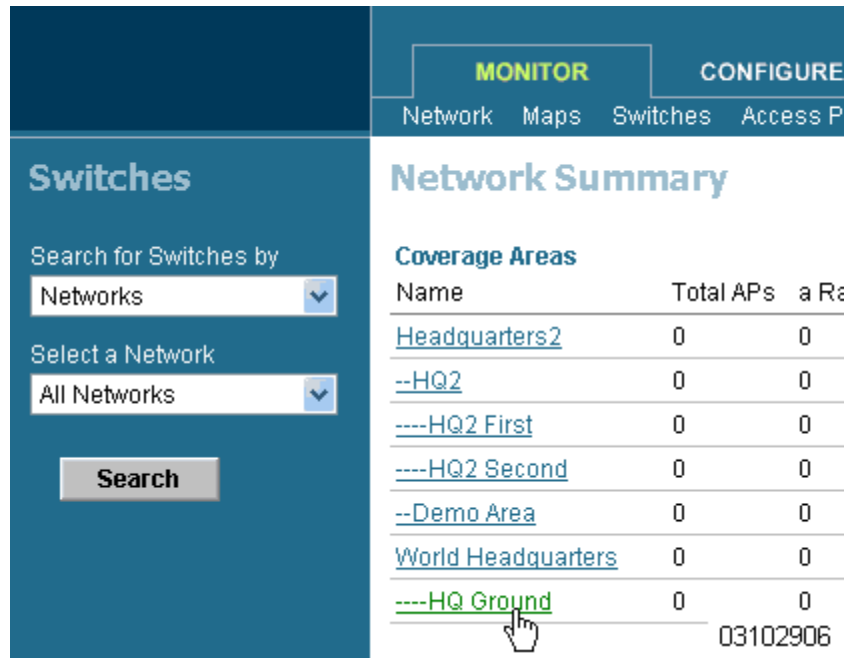 MONITOR CONFIGURE
Network Maps Switches Access P
Switches
Search for Switches by
Networks
Select a Network
All Networks
Search
Network Summary
Coverage Areas
Name Total APs a Ra
Headquarters2 0 0
--HQ2 0 0
----HQ2 First 0 0
----HQ2 Second 0 0
--Demo Area 0 0
World Headquarters 0 0
----HQ Ground 0 0
03102906